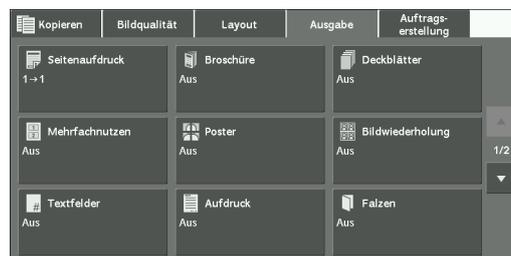 Kopieren
Bildqualität
Layout
Ausgabe
Auftrags-
erstellung
Seitenaufdruck
1→1
Broschüre
Aus
Deckblätter
Aus
Mehrfachnutzen
Aus
Poster
Aus
Bildwiederholung
Aus
1/2
Textfelder
Aus
Aufdruck
Aus
Falzen
Aus